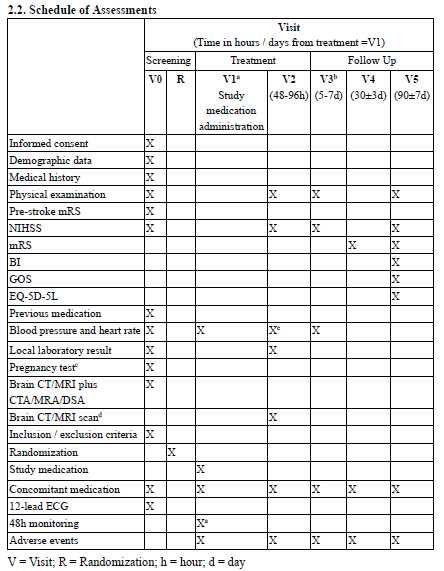 2.2. Schedule of Assessments
Visit
(Time in hours / days from treatment =V1)
Screening Treatment Follow Up
V0 R V1ᵃ V2 V3ᵇ V4 V5
Study (48-96h) (5-7d) (30±3d) (90±7d)
medication
administration
Informed consent X
Demographic data X
Medical history X
Physical examination X X X X
Pre-stroke mRS X
NIHSS X X X X
mRS X X
BI X
GOS X
EQ-5D-5L X
Previous medication X
Blood pressure and heart rate X X Xᵉ X
Local laboratory result X X
Pregnancy testᶜ X
Brain CT/MRI plus X
CTA/MRA/DSA
Brain CT/MRI scanᵈ X
Inclusion / exclusion criteria X
Randomization X
Study medication X
Concomitant medication X X X X X X
12-lead ECG X
48h monitoring Xᵃ
Adverse events X X X X X
V = Visit; R = Randomization; h = hour; d = day